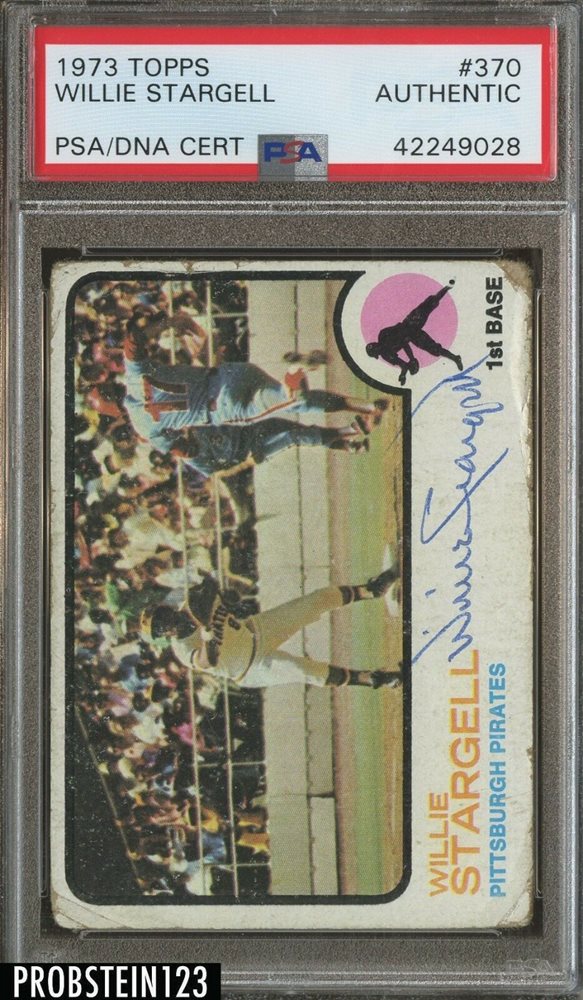 1973 TOPPS #370
WILLIE STARGELL AUTHENTIC
PSA/DNA CERT PSA 42249028
1st BASE
Willie Stargell
WILLIE
STARGELL
PITTSBURGH PIRATES
PROBSTEIN123